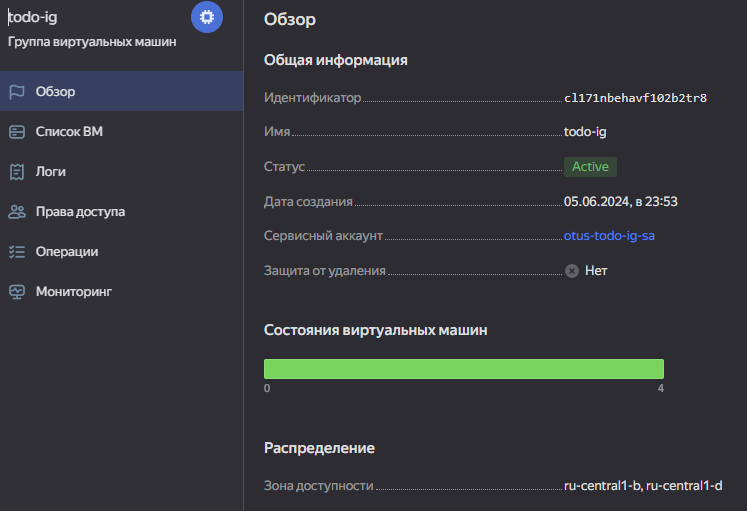 todo-ig
Группа виртуальных машин
Обзор
Список ВМ
Логи
Права доступа
Операции
Мониторинг
Обзор
Общая информация
Идентификатор cl171nbehavf102b2tr8
Имя todo-ig
Статус Active
Дата создания 05.06.2024, в 23:53
Сервисный аккаунт otus-todo-ig-sa
Защита от удаления Нет
Состояния виртуальных машин
0 4
Распределение
Зона доступности ru-central1-b, ru-central1-d